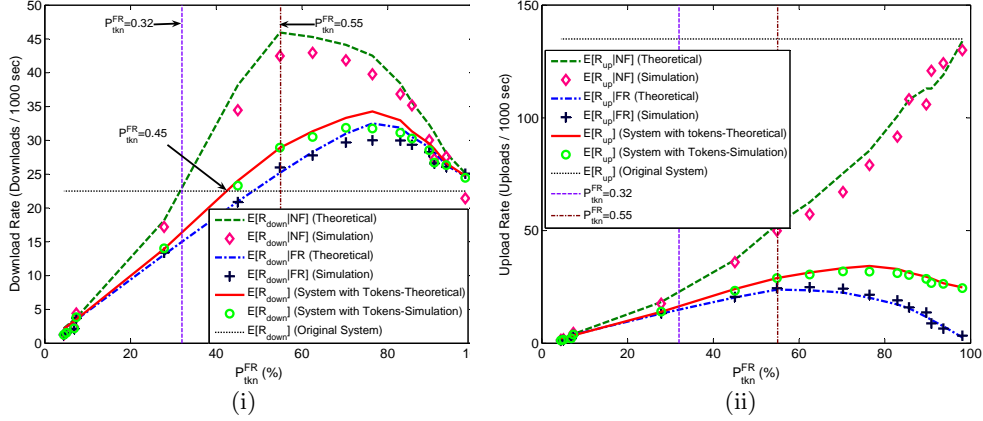 P_tkn^FR=0.32
P_tkn^FR=0.55
P_tkn^FR=0.45
Download Rate (Downloads / 1000 sec)
50
45
40
35
30
25
20
15
10
5
0
E[R_down|NF] (Theoretical)
E[R_down|NF] (Simulation)
E[R_down|FR] (Theoretical)
E[R_down|FR] (Simulation)
E[R_down] (System with Tokens-Theoretical)
E[R_down] (System with Tokens-Simulation)
E[R_down] (Original System)
0 20 40 60 80 1
P_tkn^FR (%)
(i)
Upload Rate (Uploads / 1000 sec)
150
100
50
0
E[R_up|NF] (Theoretical)
E[R_up|NF] (Simulation)
E[R_up|FR] (Theoretical)
E[R_up|FR] (Simulation)
E[R_up] (System with tokens-Theoretical)
E[R_up] (System with Tokens-Simulation)
E[R_up] (Original System)
P_tkn^FR=0.32
P_tkn^FR=0.55
0 20 40 60 80 100
P_tkn^FR (%)
(ii)